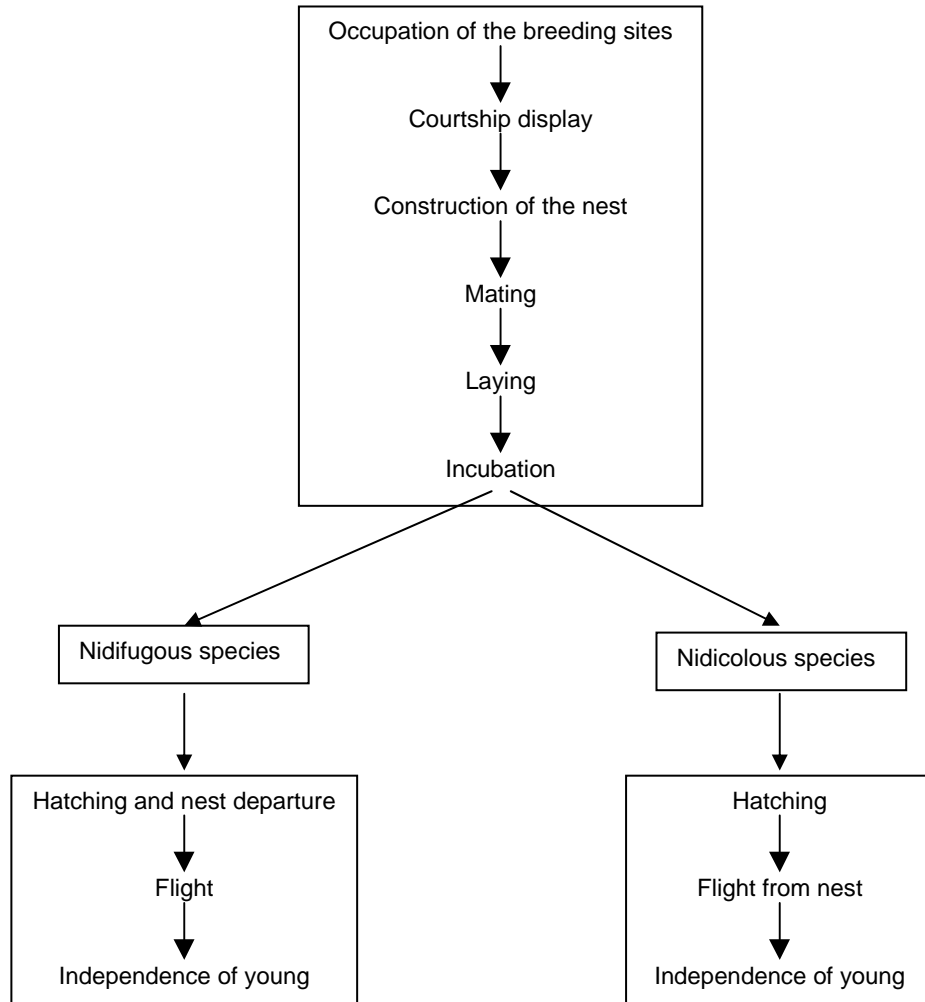 Occupation of the breeding sites
Courtship display
Construction of the nest
Mating
Laying
Incubation
Nidifugous species
Nidicolous species
Hatching and nest departure
Flight
Independence of young
Hatching
Flight from nest
Independence of young